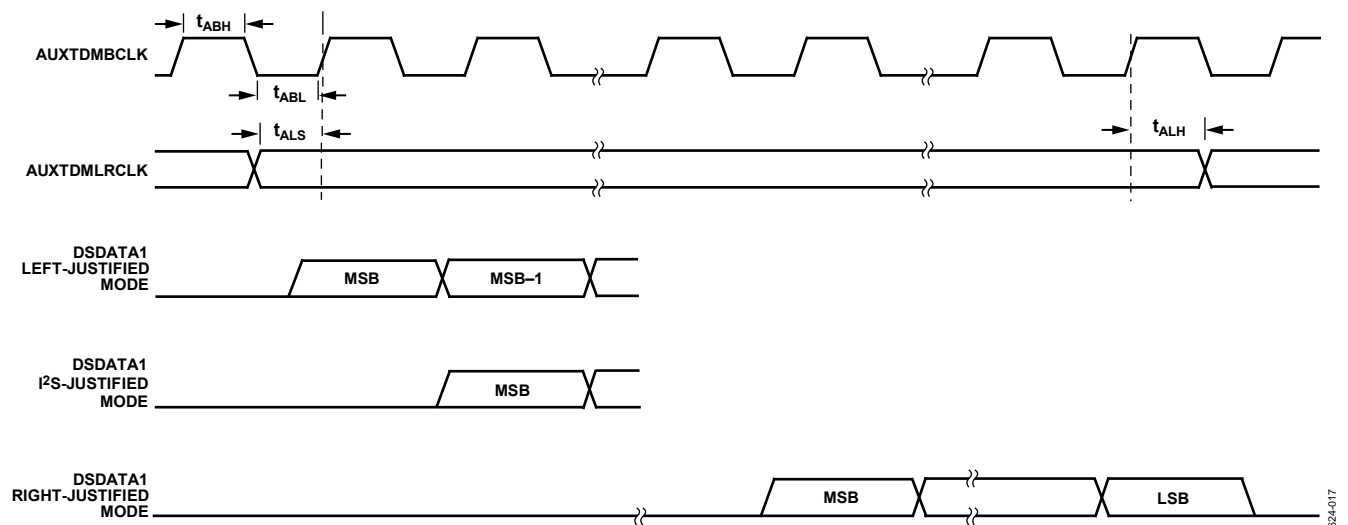 tABH
AUXTDMBCLK
tABL
tALS
tALH
AUXTDMLRCLK
DSDATA1
LEFT-JUSTIFIED
MODE
MSB
MSB–1
DSDATA1
I²S-JUSTIFIED
MODE
MSB
DSDATA1
RIGHT-JUSTIFIED
MODE
MSB
LSB